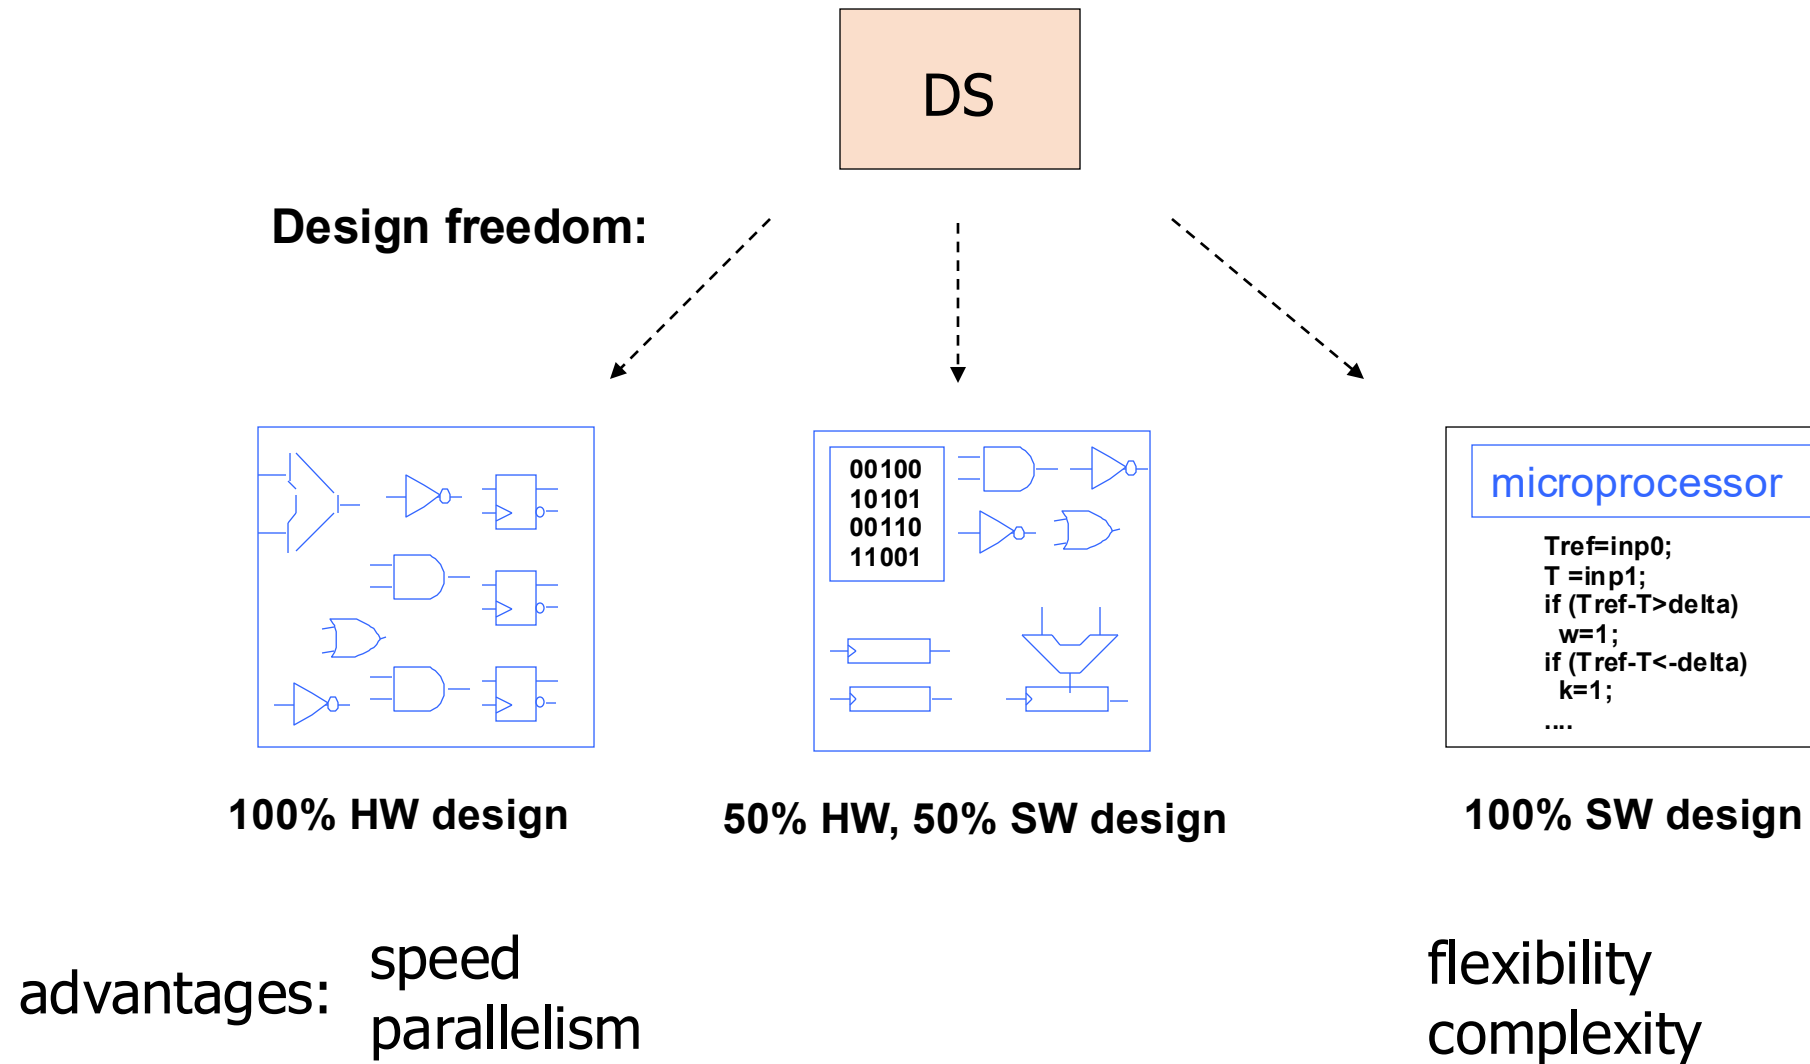 DS
Design freedom:
00100
10101
00110
11001
microprocessor
Tref=inp0;
T =inp1;
if (Tref-T>delta)
w=1;
if (Tref-T<-delta)
k=1;
....
100% HW design
50% HW, 50% SW design
100% SW design
advantages:
speed
parallelism
flexibility
complexity